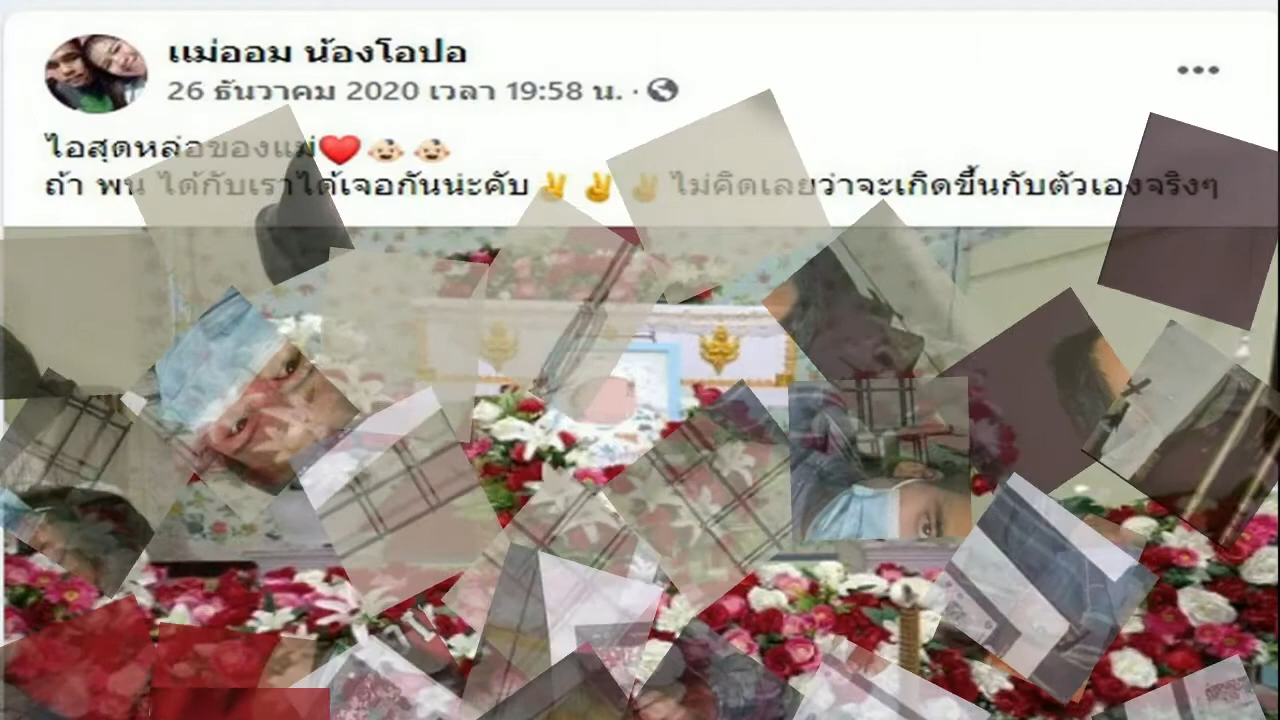 แม่ออม น้องโอปอ
26 ธันวาคม 2020 เวลา 19:58 น.
ไอสุดหล่อของแม่❤️👶🏻👶🏻
ถ้า พน ได้กับเราได้เจอกันน่ะคับ✌️✌️✌️ ไม่คิดเลยว่าจะเกิดขึ้นกับตัวเองจริงๆ